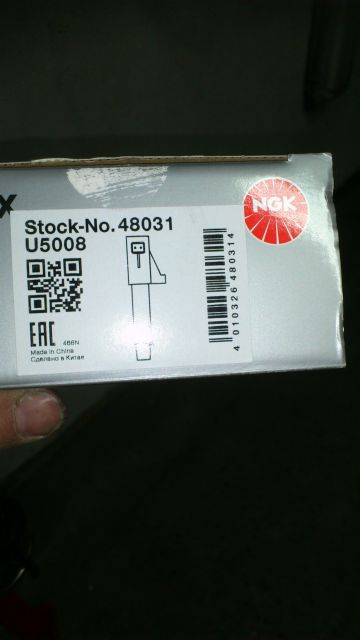 x
Stock-No. 48031
U5008
NGK
EAC
466N
Made in China
Сделано в Китае
4 010326 480314